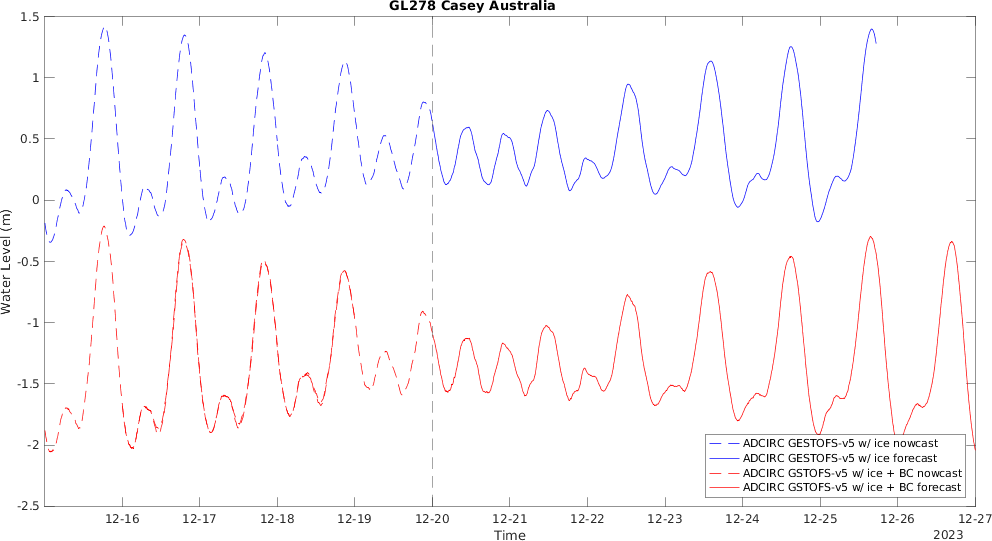 GL278 Casey Australia
1.5
1
0.5
0
-0.5
-1
-1.5
-2
-2.5
Water Level (m)
ADCIRC GESTOFS-v5 w/ ice nowcast
ADCIRC GESTOFS-v5 w/ ice forecast
ADCIRC GSTOFS-v5 w/ ice + BC nowcast
ADCIRC GSTOFS-v5 w/ ice + BC forecast
12-16 12-17 12-18 12-19 12-20 12-21 12-22 12-23 12-24 12-25 12-26 12-27
Time
2023